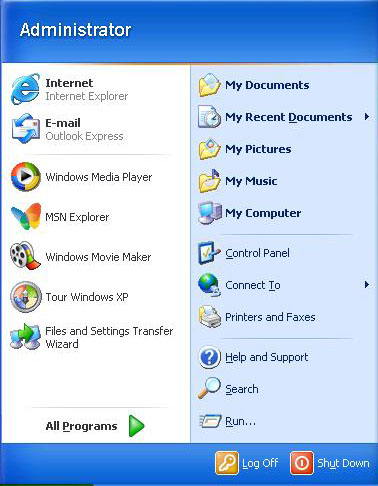 Administrator
Internet
Internet Explorer
E-mail
Outlook Express
Windows Media Player
MSN Explorer
Windows Movie Maker
Tour Windows XP
Files and Settings Transfer
Wizard
All Programs
My Documents
My Recent Documents
My Pictures
My Music
My Computer
Control Panel
Connect To
Printers and Faxes
Help and Support
Search
Run...
Log Off
Shut Down